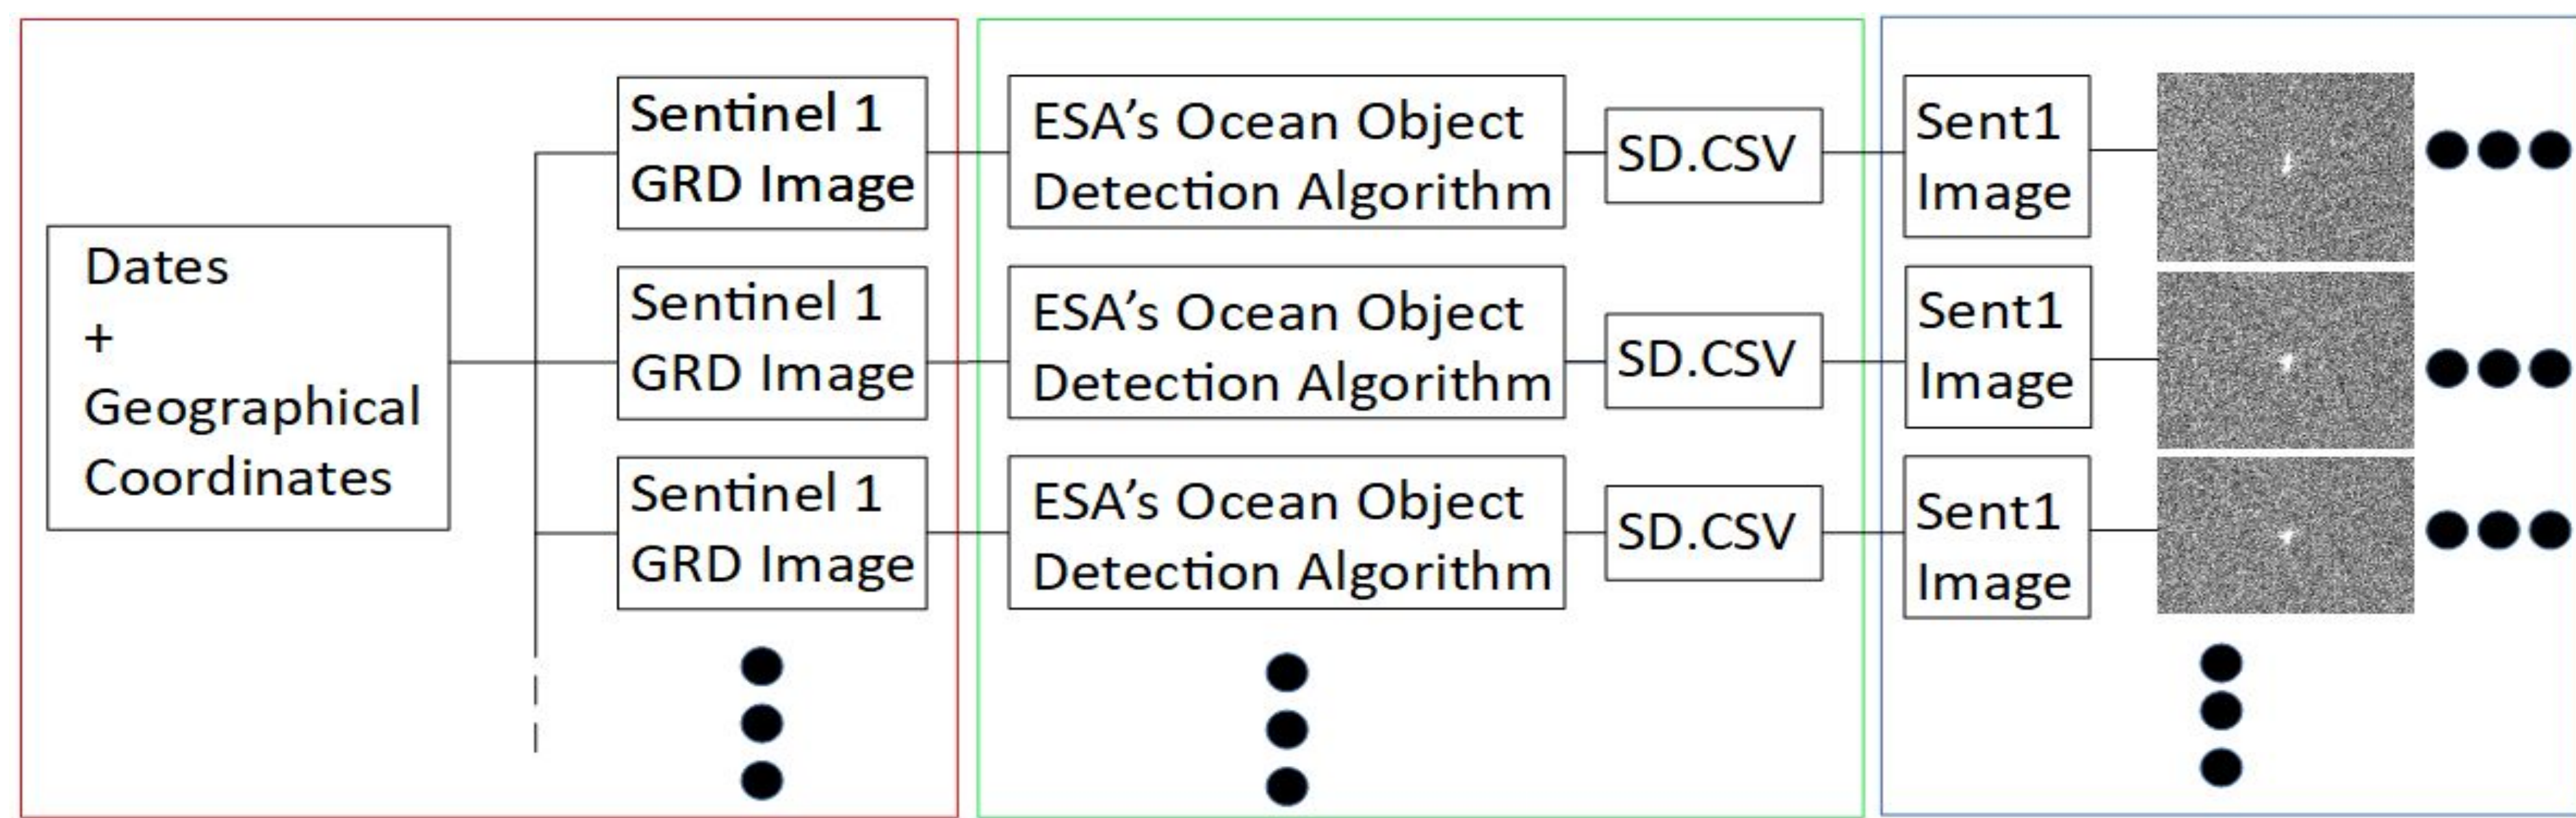 Dates
+
Geographical
Coordinates
Sentinel 1
GRD Image
ESA's Ocean Object
Detection Algorithm
SD.CSV
Sent1
Image
Sentinel 1
GRD Image
ESA's Ocean Object
Detection Algorithm
SD.CSV
Sent1
Image
Sentinel 1
GRD Image
ESA's Ocean Object
Detection Algorithm
SD.CSV
Sent1
Image